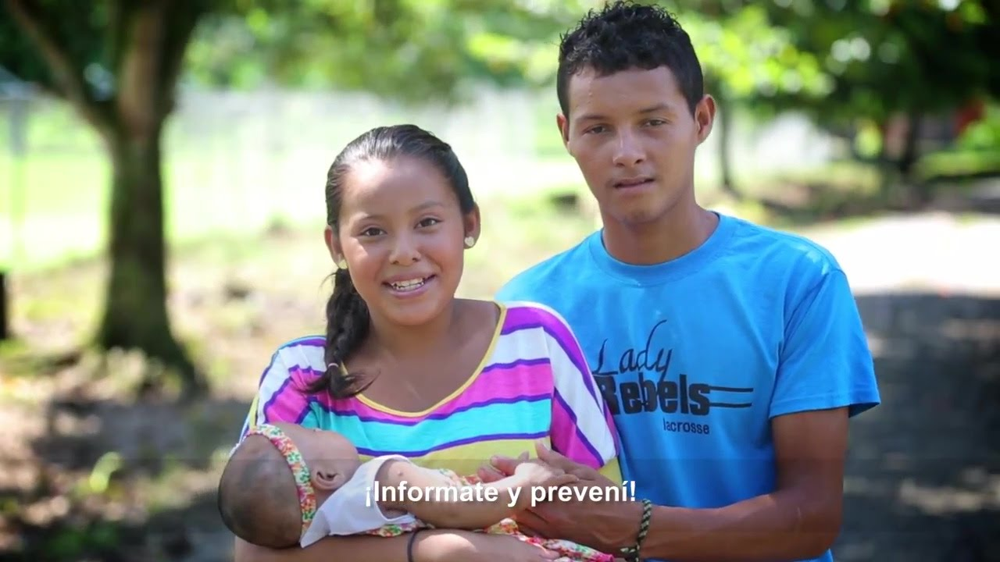 Lady
Rebels
lacrosse
¡Informate y prevení!